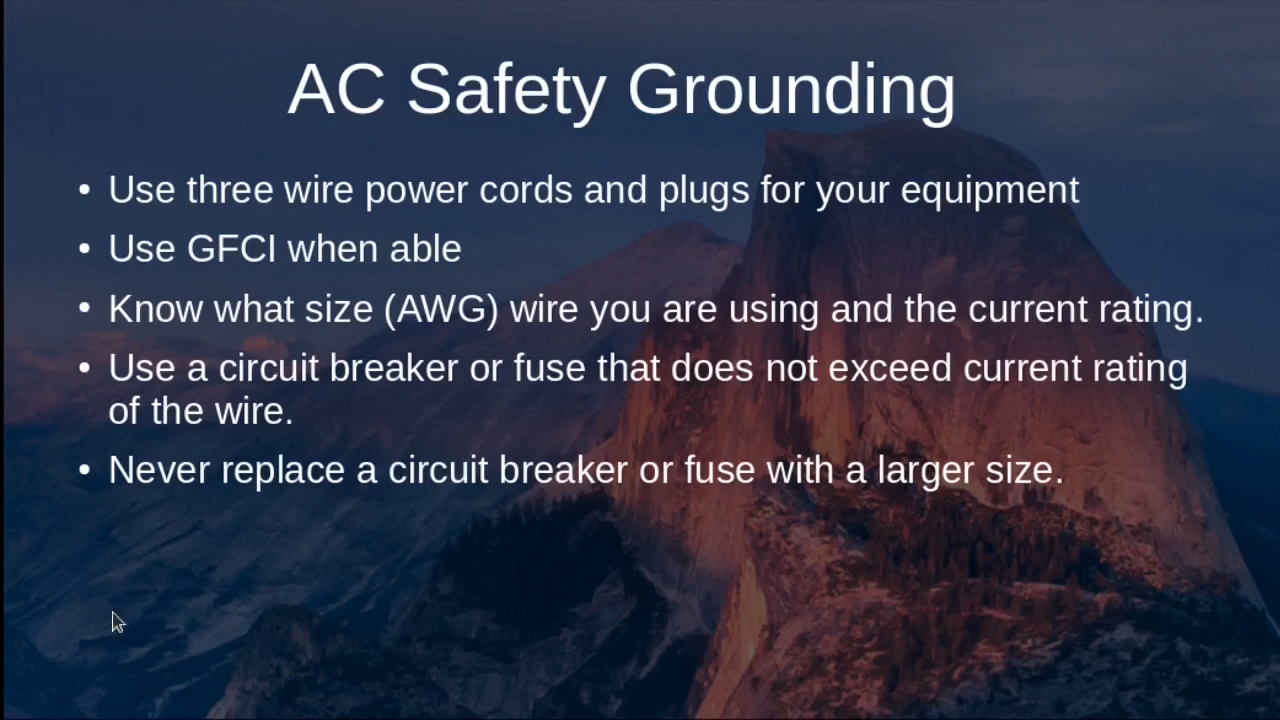 AC Safety Grounding
• Use three wire power cords and plugs for your equipment
• Use GFCI when able
• Know what size (AWG) wire you are using and the current rating.
• Use a circuit breaker or fuse that does not exceed current rating
of the wire.
• Never replace a circuit breaker or fuse with a larger size.